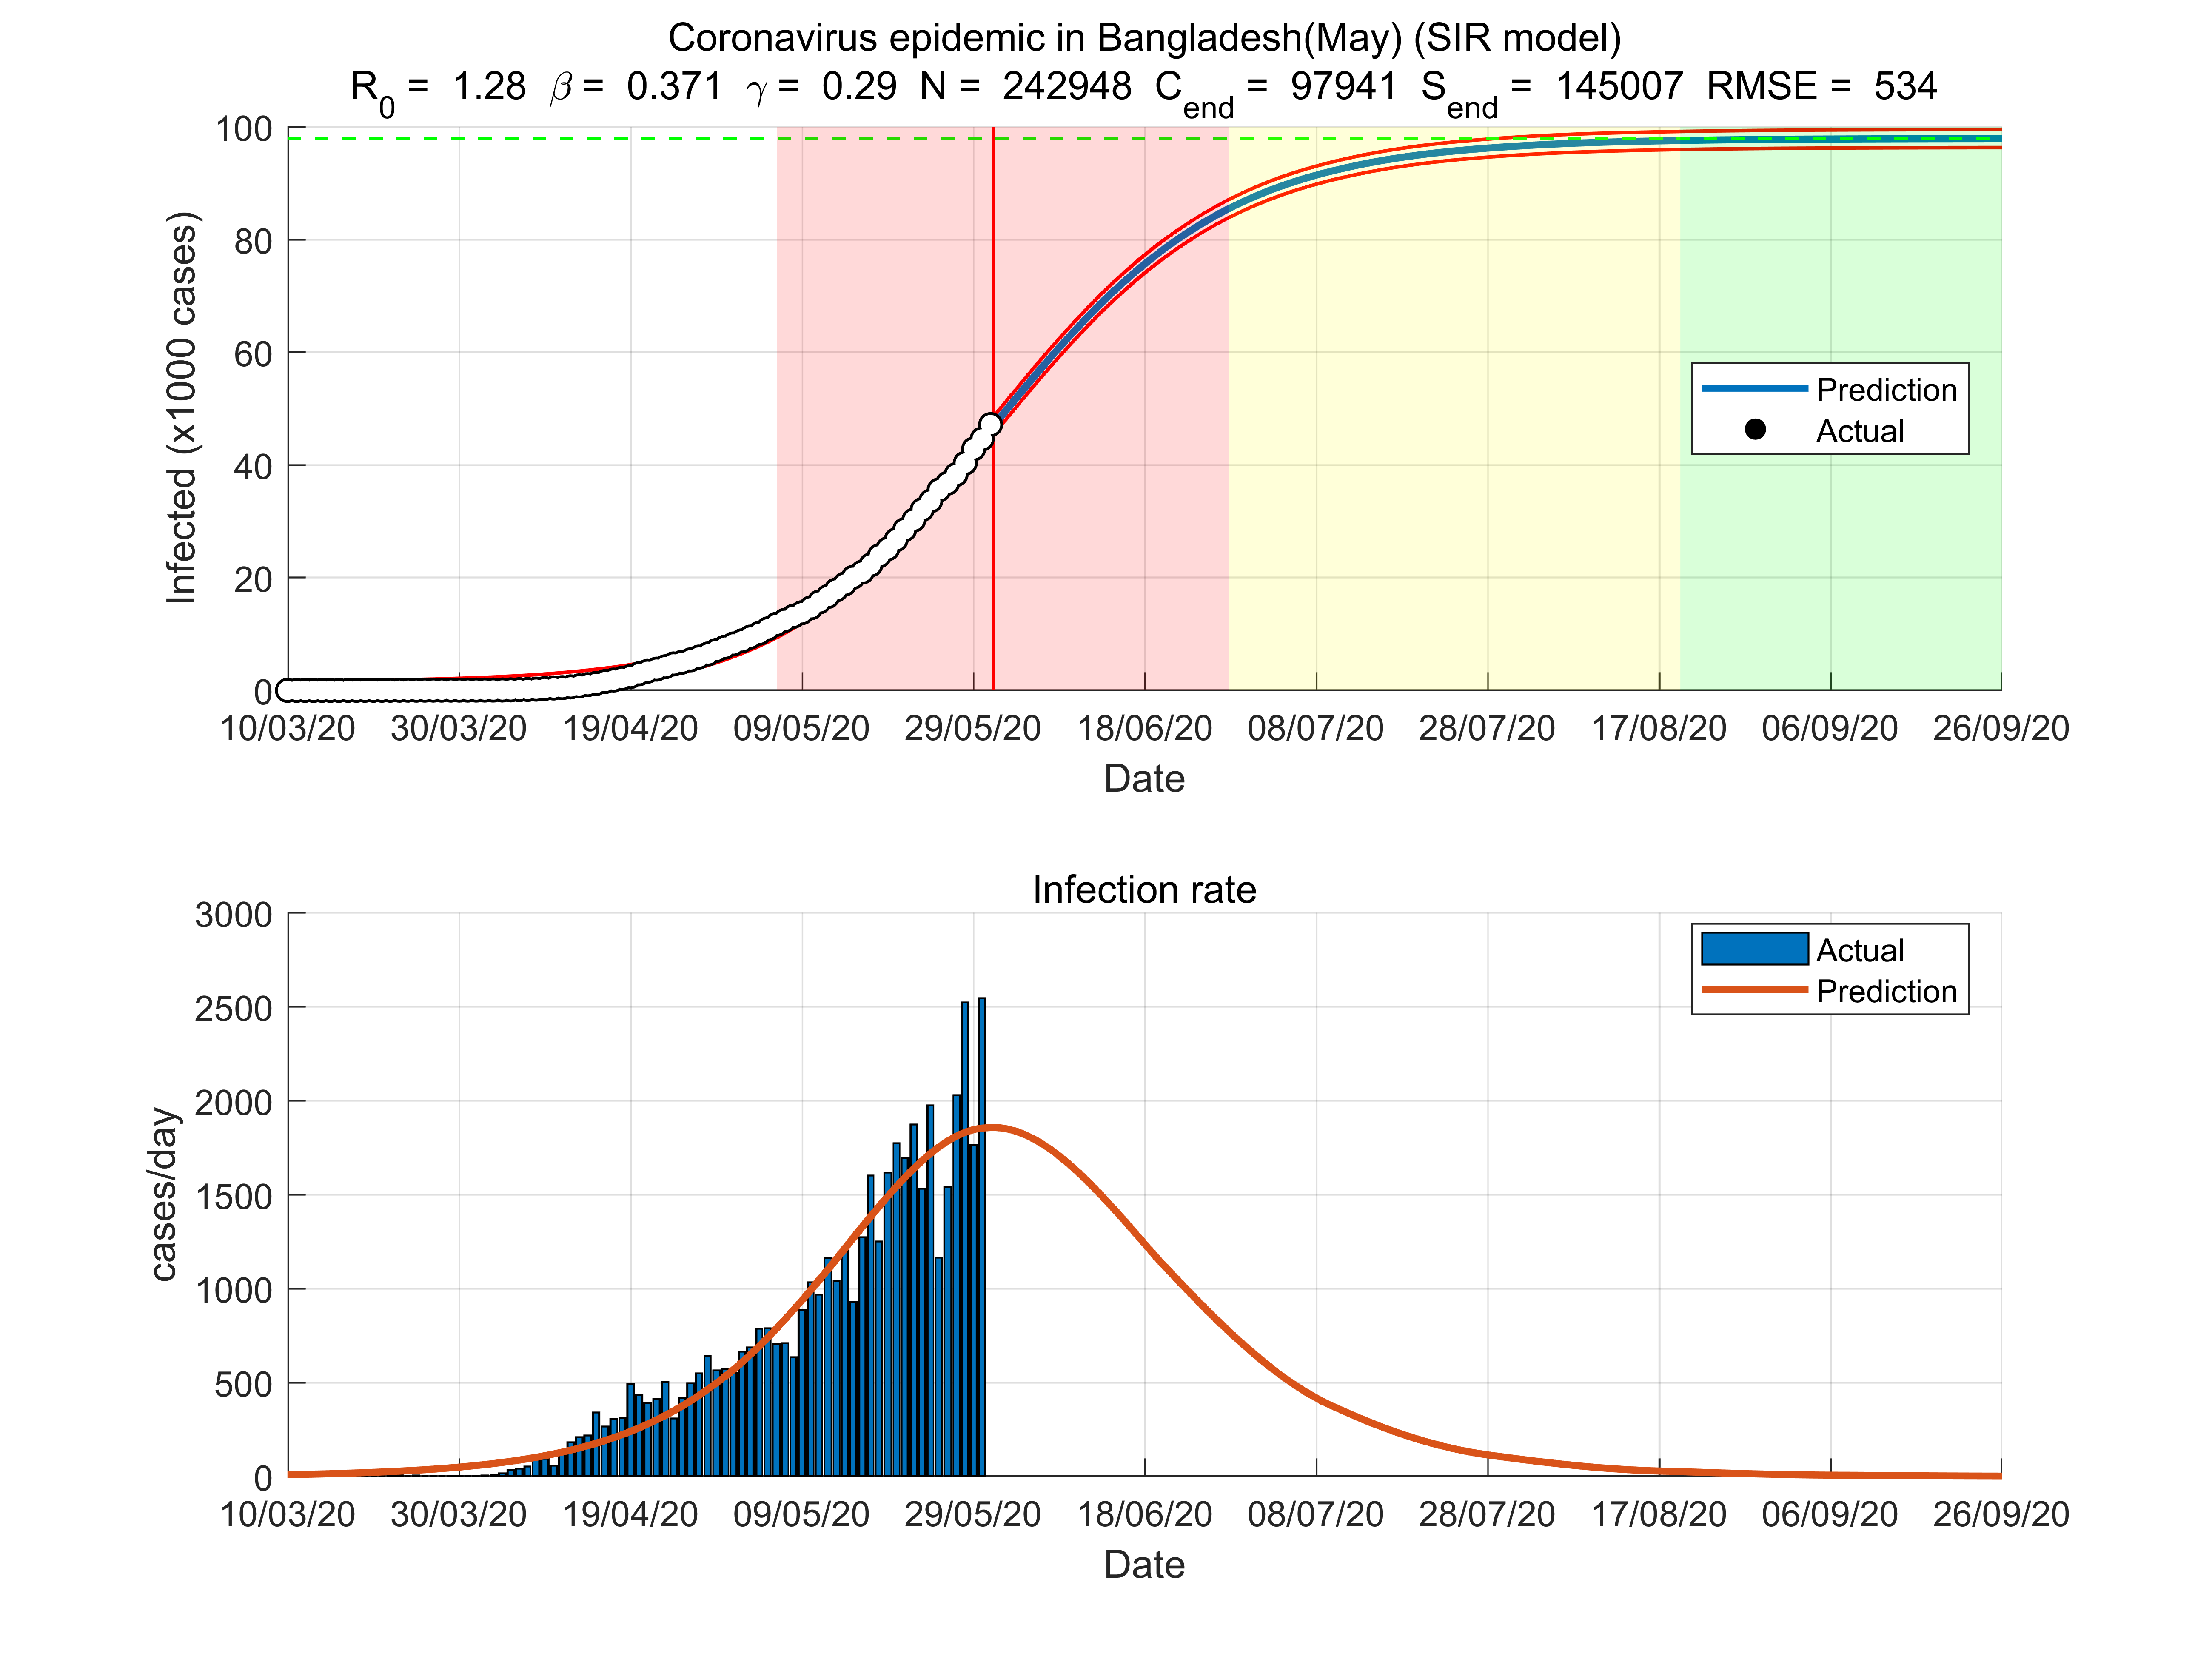 Coronavirus epidemic in Bangladesh(May) (SIR model)
R0 = 1.28 β = 0.371 γ = 0.29 N = 242948 Cend = 97941 Send = 145007 RMSE = 534
100
80
60
40
20
0
Infected (x1000 cases)
Prediction
Actual
10/03/20 30/03/20 19/04/20 09/05/20 29/05/20 18/06/20 08/07/20 28/07/20 17/08/20 06/09/20 26/09/20
Date
Infection rate
3000
2500
2000
1500
1000
500
0
cases/day
Actual
Prediction
10/03/20 30/03/20 19/04/20 09/05/20 29/05/20 18/06/20 08/07/20 28/07/20 17/08/20 06/09/20 26/09/20
Date